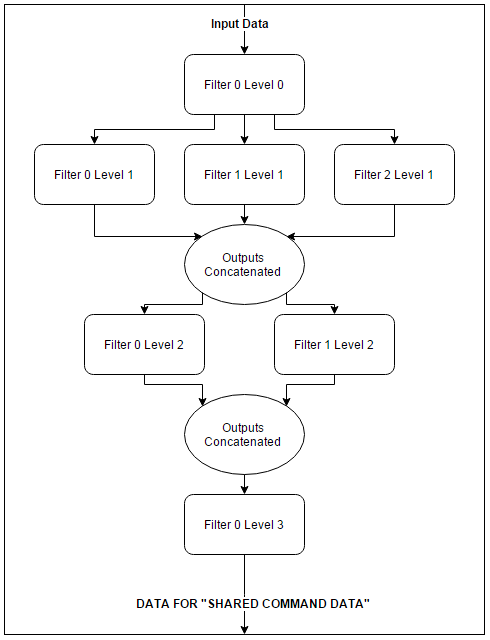 Input Data
Filter 0 Level 0
Filter 0 Level 1
Filter 1 Level 1
Filter 2 Level 1
Outputs
Concatenated
Filter 0 Level 2
Filter 1 Level 2
Outputs
Concatenated
Filter 0 Level 3
DATA FOR "SHARED COMMAND DATA"